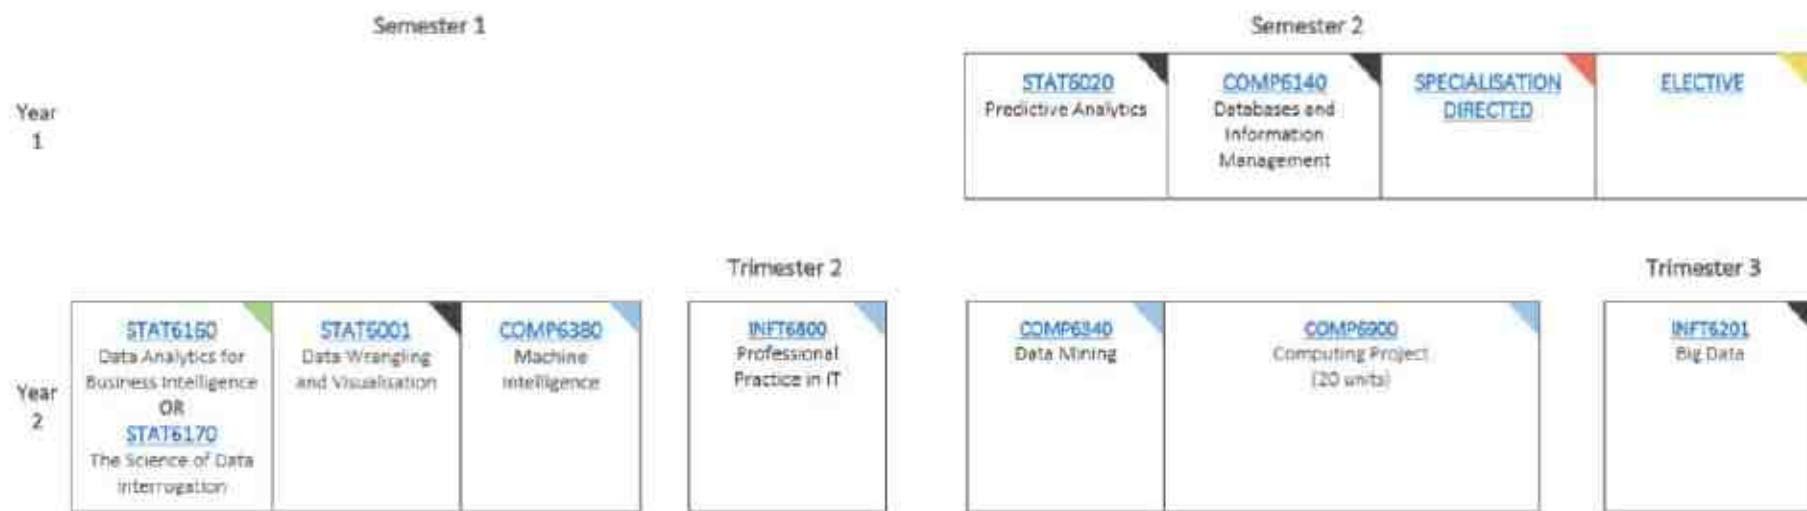 Semester 1
Semester 2
Year
1
STAT6020
Predictive Analytics
COMP6140
Databases and
Information
Management
SPECIALISATION
DIRECTED
ELECTIVE
Trimester 2
Trimester 3
Year
2
STAT6160
Data Analytics for
Business Intelligence
OR
STAT6170
The Science of Data
Interrogation
STAT6001
Data Wrangling
and Visualisation
COMP6380
Machine
Intelligence
INFT6800
Professional
Practice in IT
COMP6340
Data Mining
COMP6900
Computing Project
(20 units)
INFT6201
Big Data